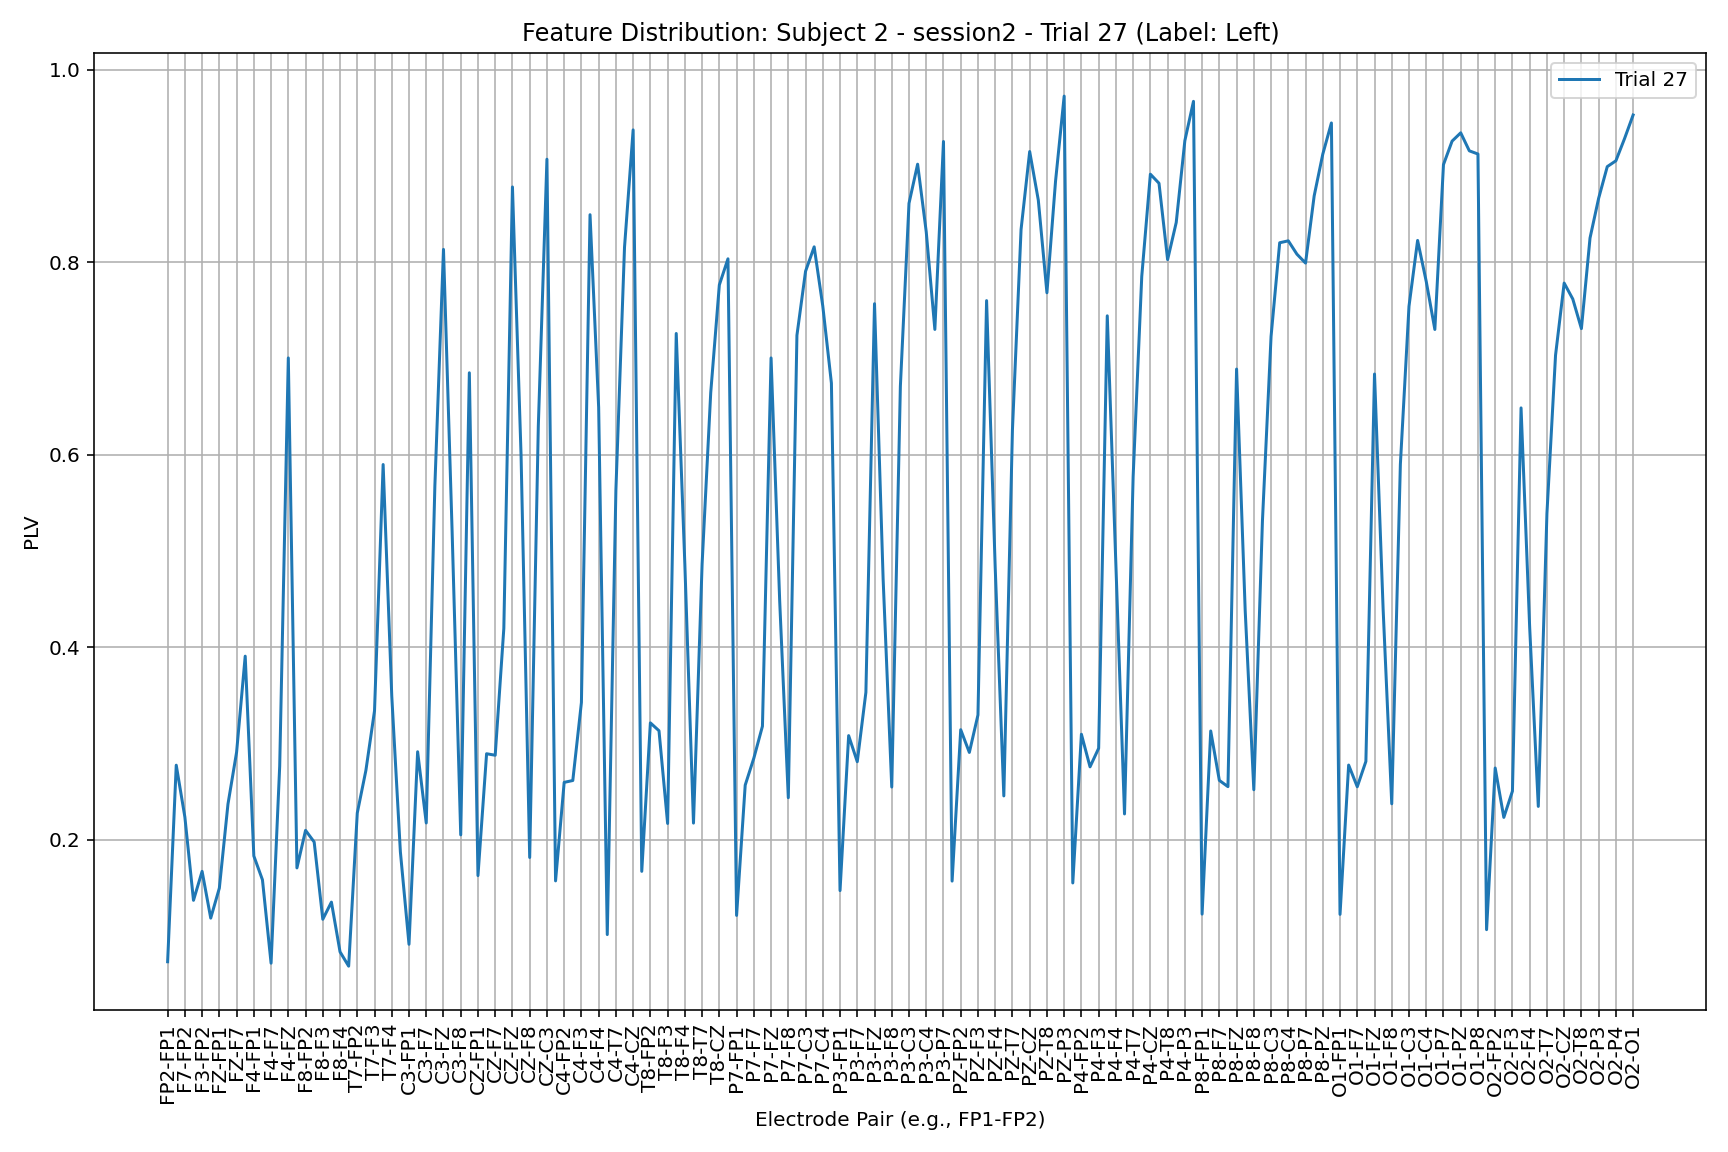 Feature Distribution: Subject 2 - session2 - Trial 27 (Label: Left)
Trial 27
1.0
0.8
0.6
0.4
0.2
PLV
FP2-FP1
F7-FP2
F3-FP2
FZ-FP1
FZ-F7
F4-FP1
F4-F7
F4-FZ
F8-FP2
F8-F3
F8-F4
T7-FP2
T7-F3
T7-F4
C3-FP1
C3-F7
C3-FZ
C3-F8
CZ-FP1
CZ-F7
CZ-FZ
CZ-F8
CZ-C3
C4-FP2
C4-F3
C4-F4
C4-T7
C4-CZ
T8-FP2
T8-F3
T8-F4
T8-T7
T8-CZ
P7-FP1
P7-F7
P7-FZ
P7-F8
P7-C3
P7-C4
P3-FP1
P3-F7
P3-FZ
P3-F8
P3-C3
P3-C4
P3-P7
PZ-FP2
PZ-F3
PZ-F4
PZ-T7
PZ-CZ
PZ-T8
PZ-P3
P4-FP2
P4-F3
P4-F4
P4-T7
P4-CZ
P4-T8
P4-P3
P8-FP1
P8-F7
P8-FZ
P8-F8
P8-C3
P8-C4
P8-P7
P8-PZ
O1-FP1
O1-F7
O1-FZ
O1-F8
O1-C3
O1-C4
O1-P7
O1-PZ
O1-P8
O2-FP2
O2-F3
O2-F4
O2-T7
O2-CZ
O2-T8
O2-P3
O2-P4
O2-O1
Electrode Pair (e.g., FP1-FP2)